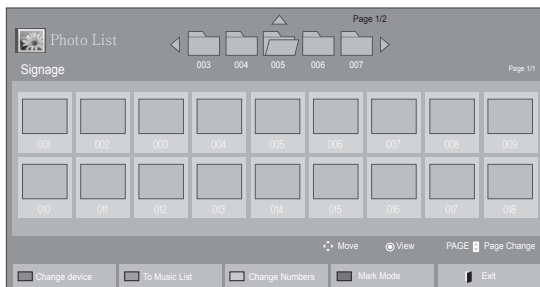 Page 1/2
Photo List
003 004 005 006 007
Signage
Page 1/1
001 002 003 004 005 006 007 008 009
010 011 012 013 014 015 016 017 018
Move View PAGE Page Change
Change device To Music List Change Numbers Mark Mode Exit